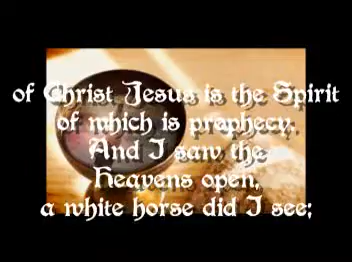 of Christ Jesus is the Spirit
of which is prophecy.
And I saw the
Heavens open,
a white horse did I see;